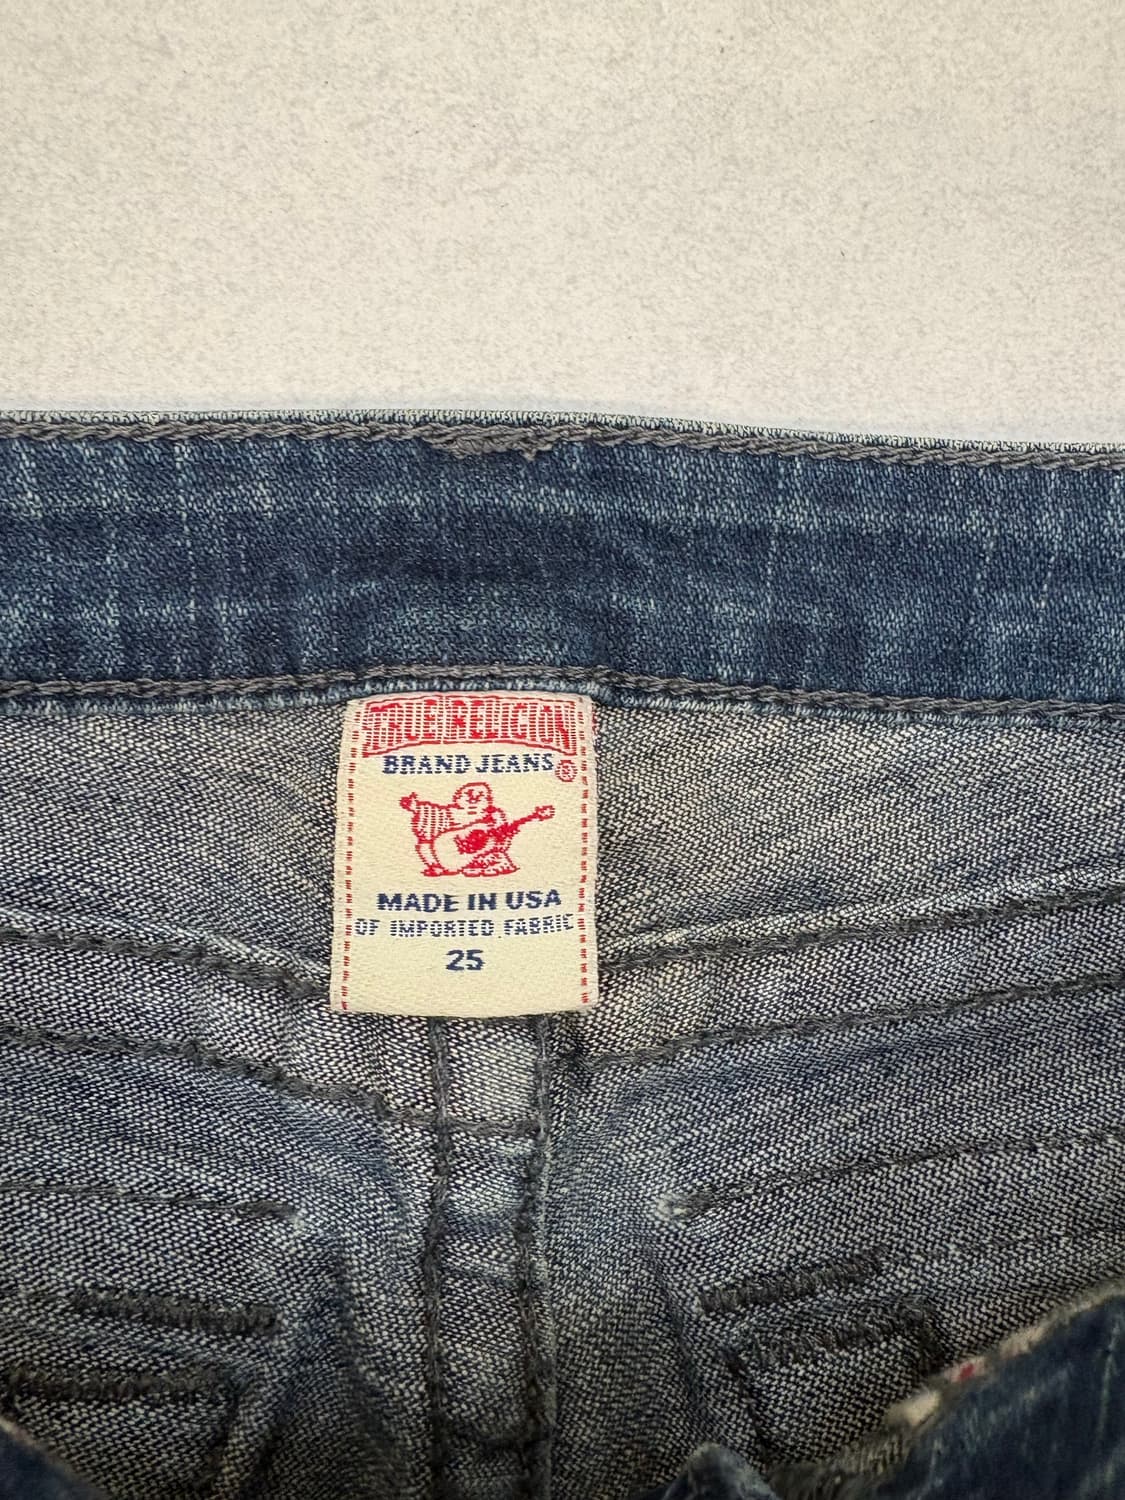 TRUE RELIGION
BRAND JEANS ®
MADE IN USA
OF IMPORTED FABRIC
25